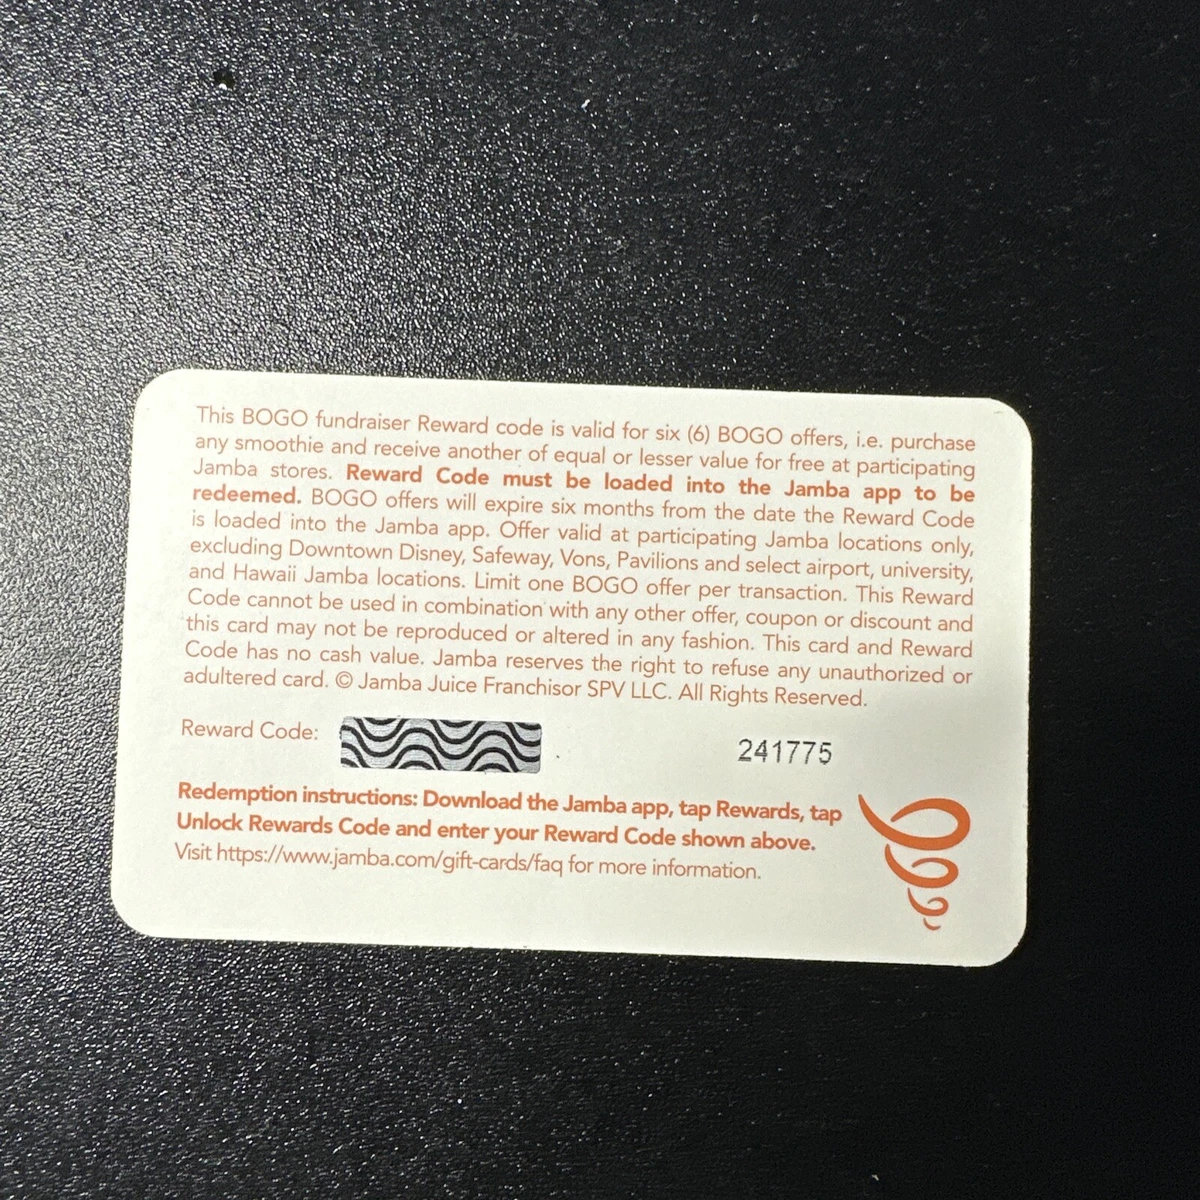 This BOGO fundraiser Reward code is valid for six (6) BOGO offers, i.e. purchase
any smoothie and receive another of equal or lesser value for free at participating
Jamba stores. Reward Code must be loaded into the Jamba app to be
redeemed. BOGO offers will expire six months from the date the Reward Code
is loaded into the Jamba app. Offer valid at participating Jamba locations only,
excluding Downtown Disney, Safeway, Vons, Pavilions and select airport, university,
and Hawaii Jamba locations. Limit one BOGO offer per transaction. This Reward
Code cannot be used in combination with any other offer, coupon or discount and
this card may not be reproduced or altered in any fashion. This card and Reward
Code has no cash value. Jamba reserves the right to refuse any unauthorized or
adultered card. © Jamba Juice Franchisor SPV LLC. All Rights Reserved.
Reward Code: 241775
Redemption instructions: Download the Jamba app, tap Rewards, tap
Unlock Rewards Code and enter your Reward Code shown above.
Visit https://www.jamba.com/gift-cards/faq for more information.